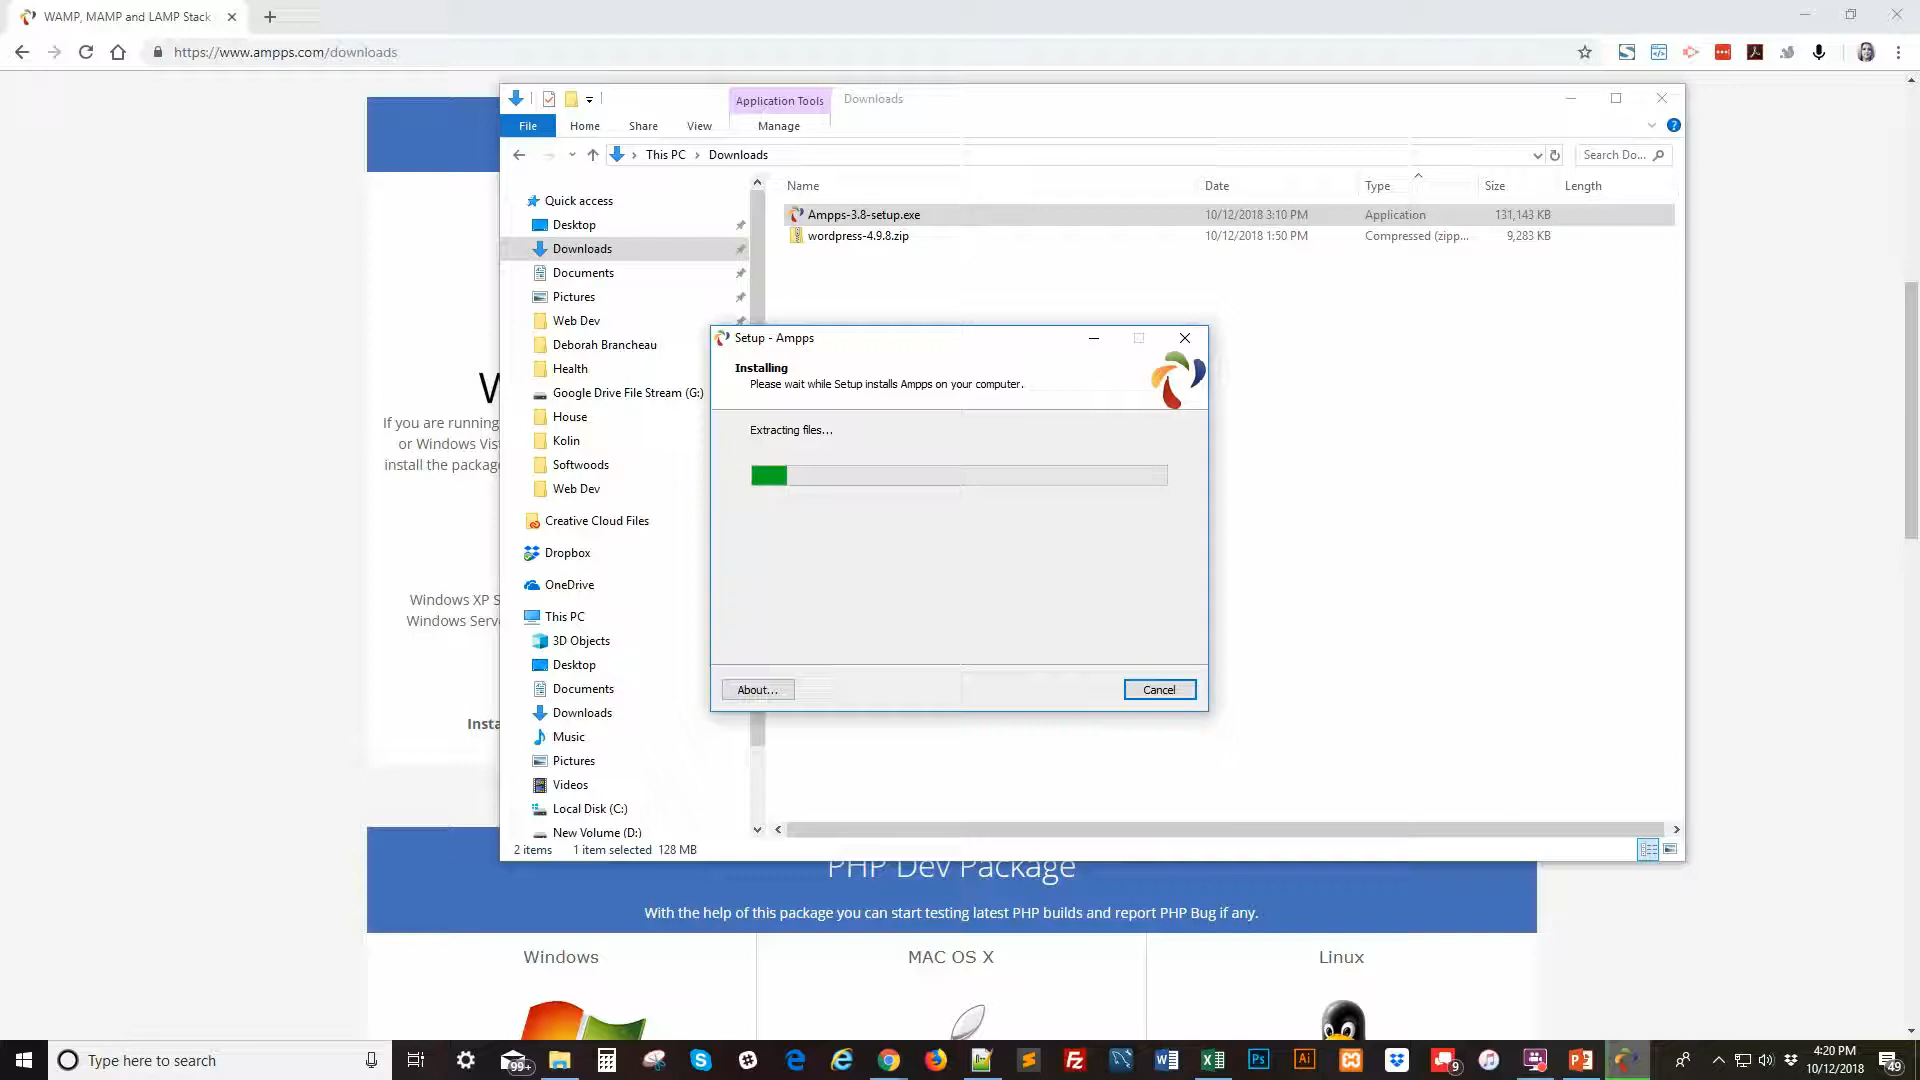 WAMP, MAMP and LAMP Stack
https://www.ampps.com/downloads
Application Tools
Downloads
File
Home
Share
View
Manage
This PC
Downloads
Search Do...
Quick access
Desktop
Downloads
Documents
Pictures
Web Dev
Deborah Brancheau
Health
Google Drive File Stream (G:)
House
Kolin
Softwoods
Web Dev
Creative Cloud Files
Dropbox
OneDrive
This PC
3D Objects
Desktop
Documents
Downloads
Music
Pictures
Videos
Local Disk (C:)
New Volume (D:)
Name
Date
Type
Size
Length
Ampps-3.8-setup.exe
10/12/2018 3:10 PM
Application
131,143 KB
wordpress-4.9.8.zip
10/12/2018 1:50 PM
Compressed (zipp...
9,283 KB
2 items
1 item selected 128 MB
Setup - Ampps
Installing
Please wait while Setup installs Ampps on your computer.
Extracting files...
About...
Cancel
W
If you are running
or Windows Vis
install the packag
Windows XP S
Windows Serv
Insta
PHP Dev Package
With the help of this package you can start testing latest PHP builds and report PHP Bug if any.
Windows
MAC OS X
Linux
Type here to search
99+
9
4:20 PM
10/12/2018
49